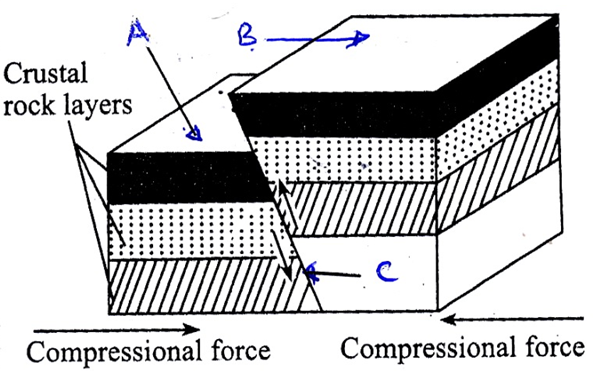 A
B
Crustal
rock layers
C
Compressional force
Compressional force